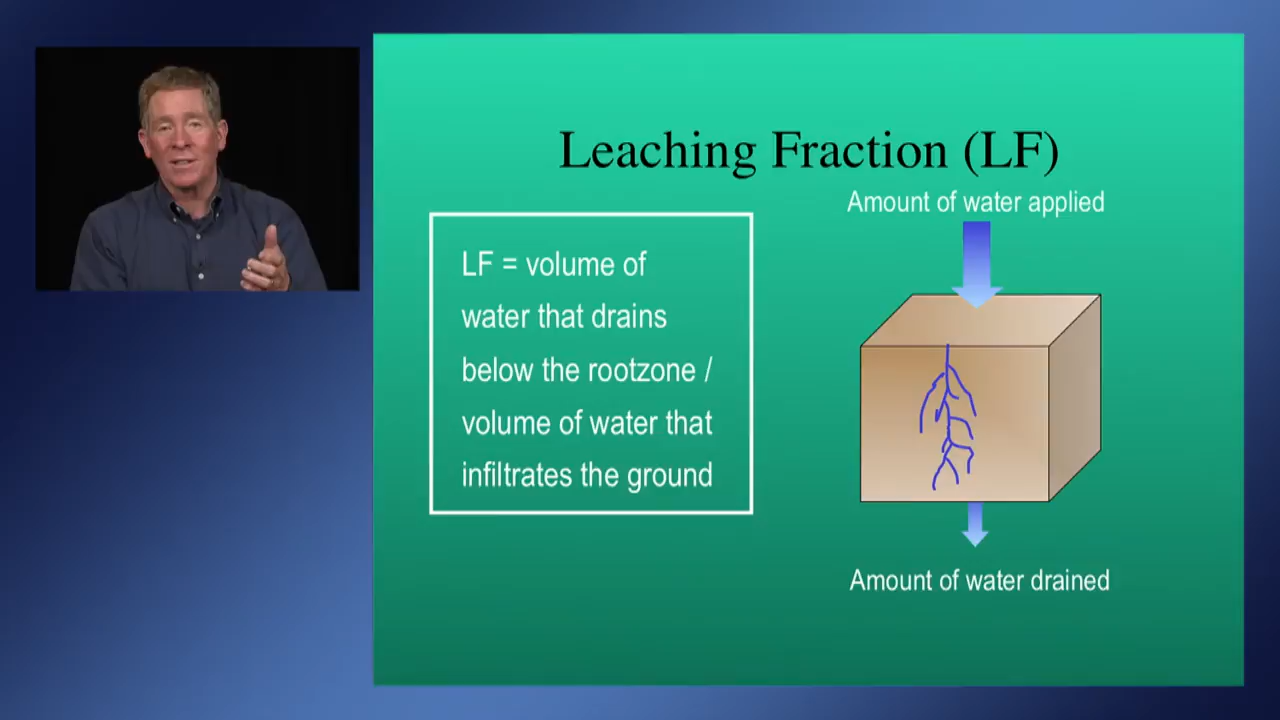 Leaching Fraction (LF)
Amount of water applied
LF = volume of
water that drains
below the rootzone /
volume of water that
infiltrates the ground
Amount of water drained